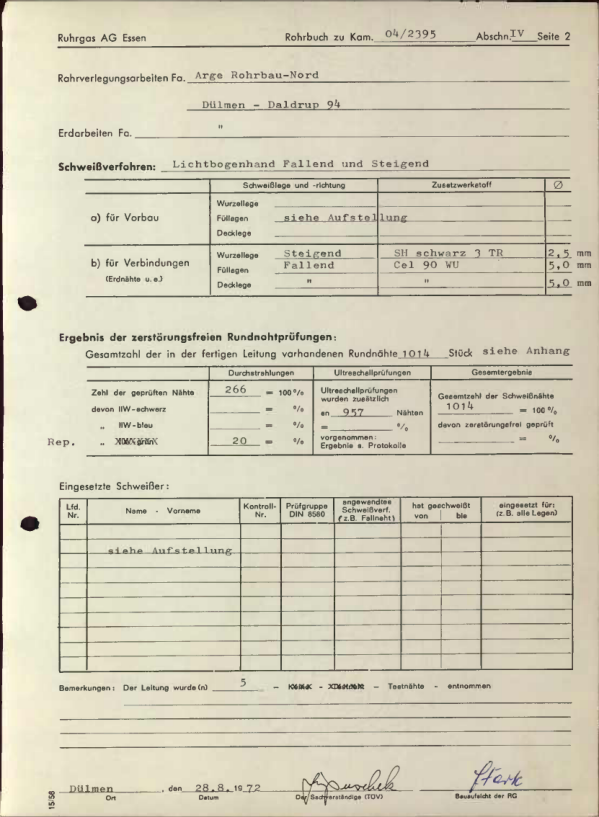 Ruhrgas AG Essen Rohrbuch zu Kam. 04/2395 Abschn. IV Seite 2
Rohrverlegungsarbeiten Fa. Arge Rohrbau-Nord
Dülmen - Daldrup 94
Erdarbeiten Fa. "
Schweißverfahren: Lichtbogenhand Fallend und Steigend
Schweißlage und -richtung Zusatzwerkstoff Ø
a) für Vorbau
Wurzellage
Füllagen siehe Aufstellung
Decklage
b) für Verbindungen
(Erdnähte u. e.)
Wurzellage Steigend SH schwarz 3 TR 2,5 mm
Füllagen Fallend Cel 90 WU 5,0 mm
Decklage " " 5,0 mm
Ergebnis der zerstörungsfreien Rundnahtprüfungen:
Gesamtzahl der in der fertigen Leitung vorhandenen Rundnähte 1014 Stück siehe Anhang
Durchstrahlungen Ultraschallprüfungen Gesamtergebnis
Zahl der geprüften Nähte 266 = 100 %
davon IIW-schwarz = %
„ IIW-blau = %
Rep. „ 20 = %
Ultraschallprüfungen
wurden zusätzlich
an 957 Nähten
= %
vorgenommen:
Ergebnis s. Protokolle
Gesamtzahl der Schweißnähte
1014 = 100 %
davon zerstörungsfrei geprüft
= %
Eingesetzte Schweißer:
Lfd. Nr. Name - Vorname Kontroll-Nr. Prüfgruppe DIN 8560 angewendtes Schweißverf. (z.B. Fallnaht) hat geschweißt von bis eingesetzt für: (z.B. alle Lagen)
siehe Aufstellung
Bemerkungen: Der Leitung wurde(n) 5 - - - Testnähte - entnommen
Dülmen, den 28.8.1972 Stark
Ort Datum Der Sachverständige (TÜV) Bauaufsicht der RG
15/56